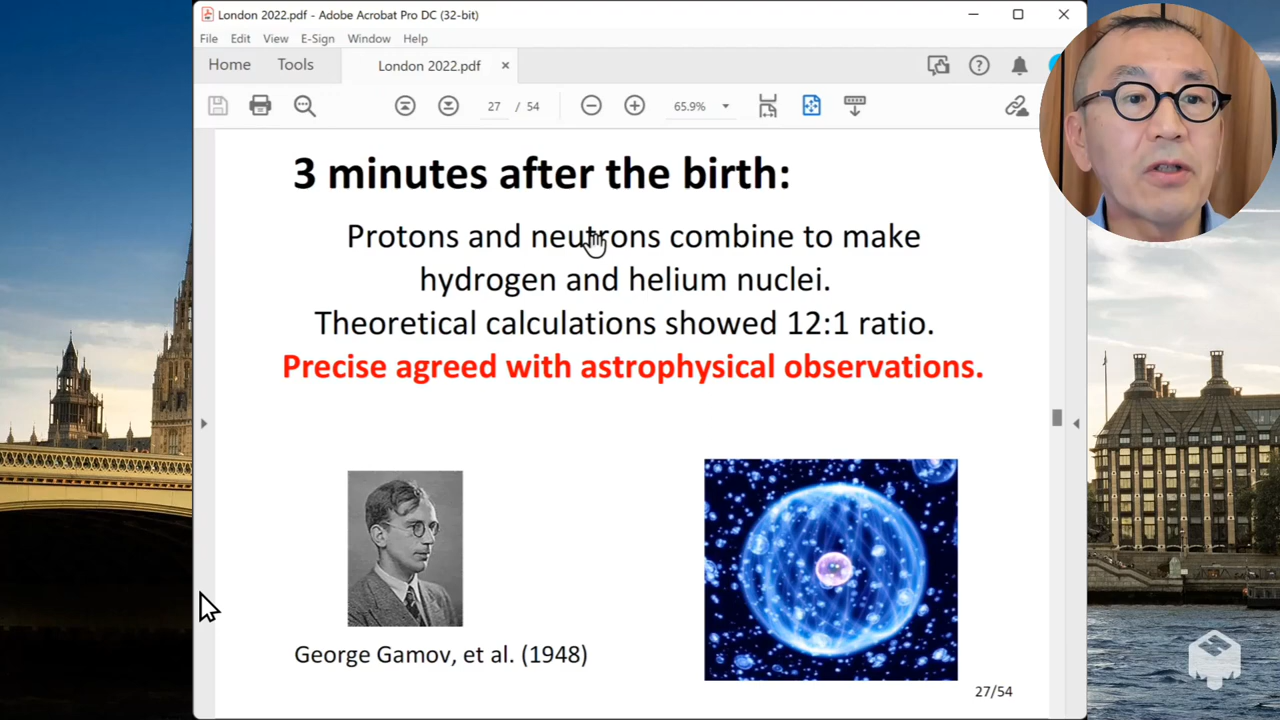 London 2022.pdf - Adobe Acrobat Pro DC (32-bit)
File Edit View E-Sign Window Help
Home Tools London 2022.pdf
27 / 54 65.9%
3 minutes after the birth:
Protons and neutrons combine to make
hydrogen and helium nuclei.
Theoretical calculations showed 12:1 ratio.
Precise agreed with astrophysical observations.
George Gamov, et al. (1948)
27/54